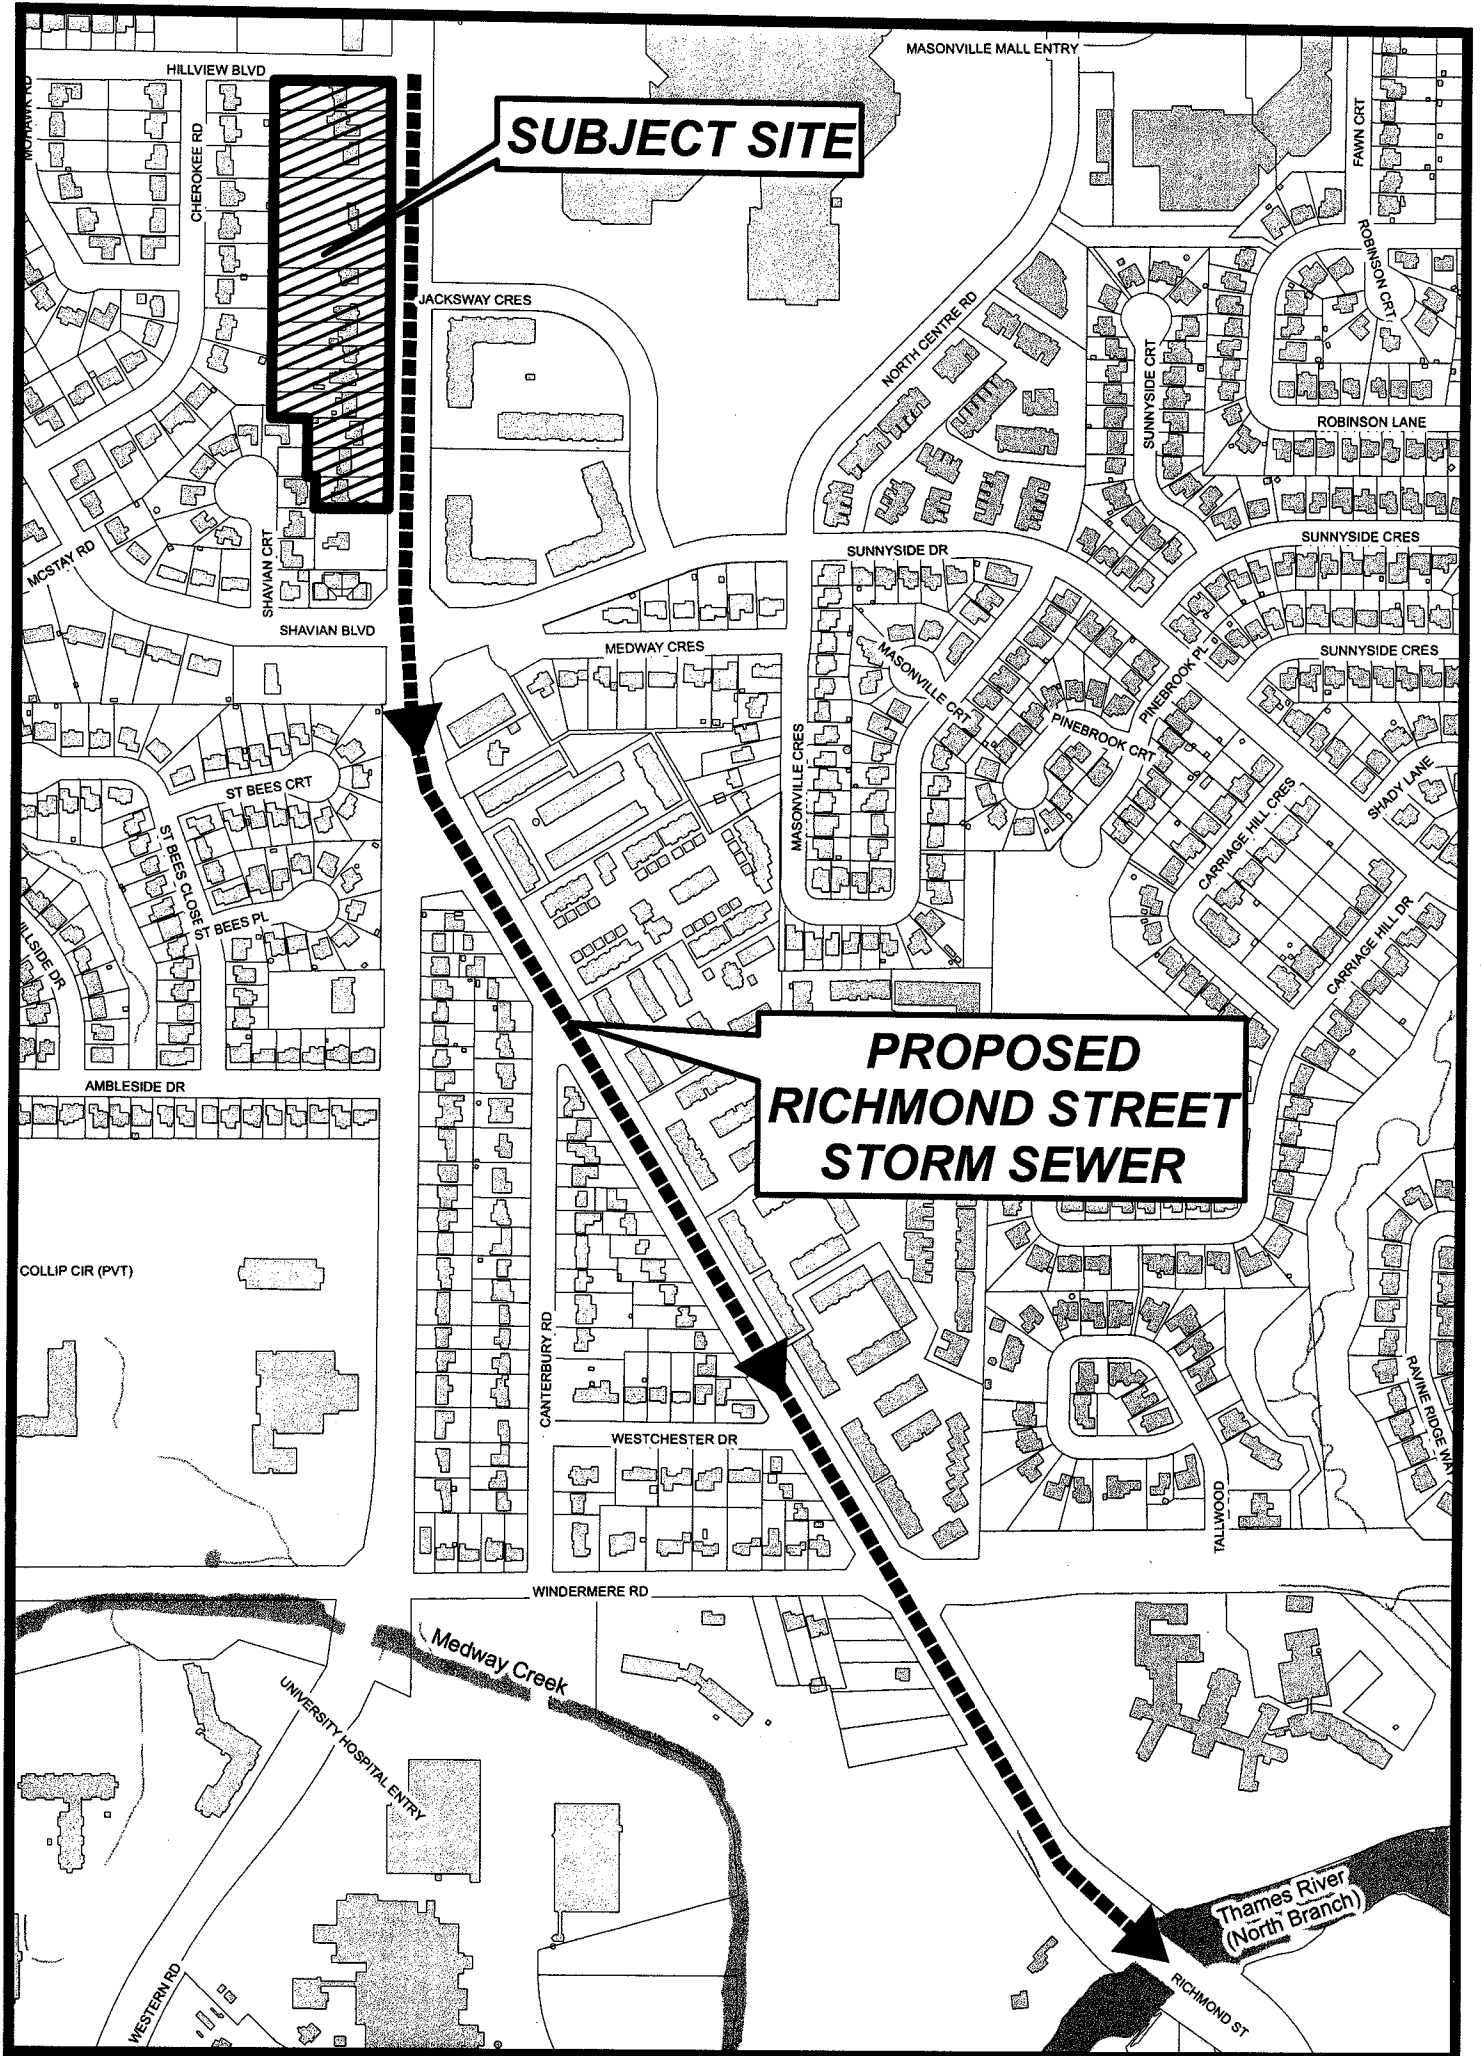 MASONVILLE MALL ENTRY
HILLVIEW BLVD
MOHAWK RD
CHEROKEE RD
SUBJECT SITE
FAWN CRT
ROBINSON CRT
JACKSWAY CRES
NORTH CENTRE RD
SUNNYSIDE CRT
ROBINSON LANE
SUNNYSIDE DR
SUNNYSIDE CRES
MCSTAY RD
SHAVIAN CRT
SHAVIAN BLVD
MEDWAY CRES
MASONVILLE CRT
PINEBROOK PL
SUNNYSIDE CRES
PINEBROOK CRT
MASONVILLE CRES
ST BEES CRT
SHADY LANE
CARRIAGE HILL CRES
ST BEES CLOSE
ST BEES PL
CARRIAGE HILL DR
PROPOSED
RICHMOND STREET
STORM SEWER
AMBLESIDE DR
COLLIP CIR (PVT)
CANTERBURY RD
RAVINE RIDGE WAY
WESTCHESTER DR
TALLWOOD
WINDERMERE RD
Medway Creek
UNIVERSITY HOSPITAL ENTRY
Thames River
(North Branch)
WESTERN RD
RICHMOND ST